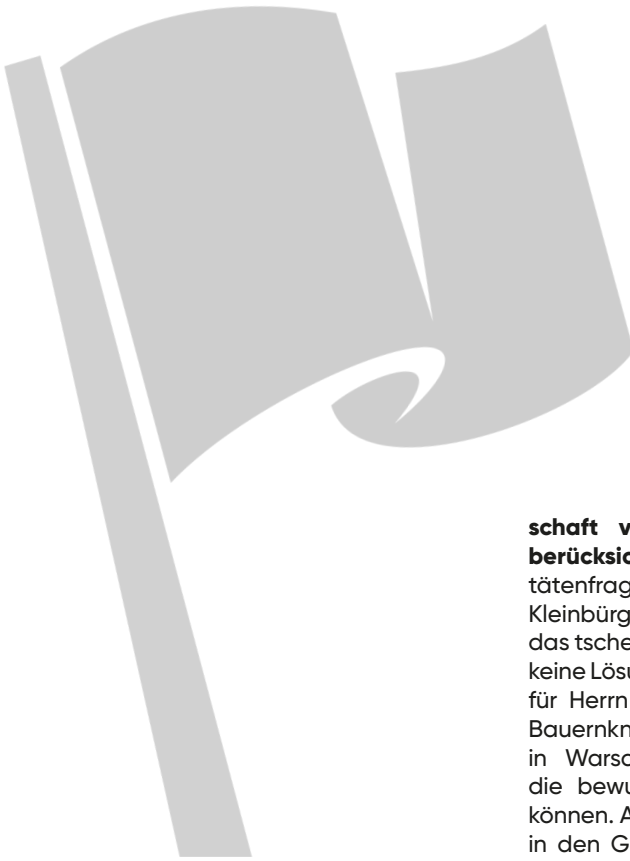 schaft
berücksic
tätenfrag
Kleinbürg
das tsche
keine Lösu
für Herrn
Bauernkn
in Warsc
die bewu
können. A
in den G